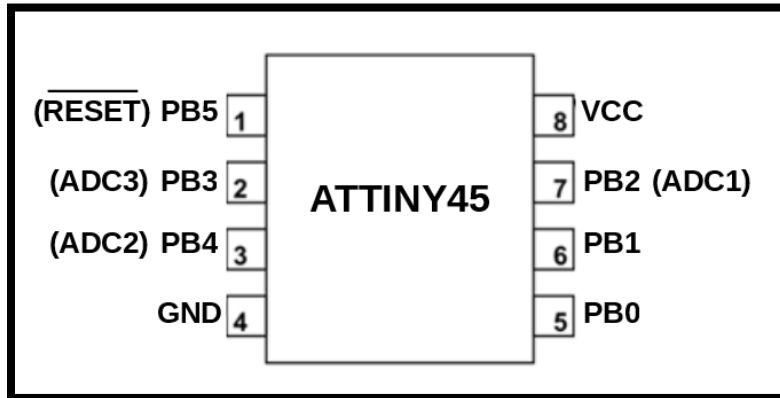 (RESET) PB5 1
8 VCC
(ADC3) PB3 2
7 PB2 (ADC1)
ATTINY45
(ADC2) PB4 3
6 PB1
GND 4
5 PB0